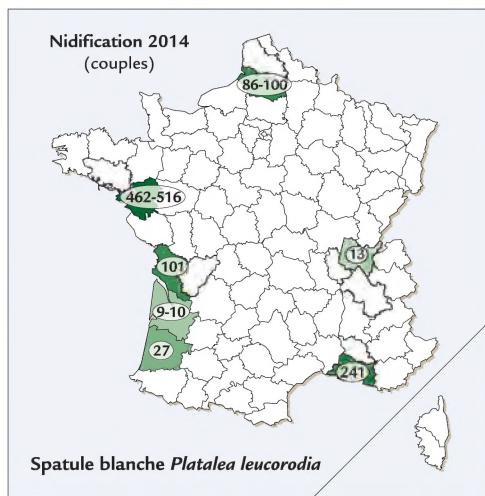 Nidification 2014
(couples)
86-100
462-516
13
101
9-10
27
241
Spatule blanche Platalea leucorodia